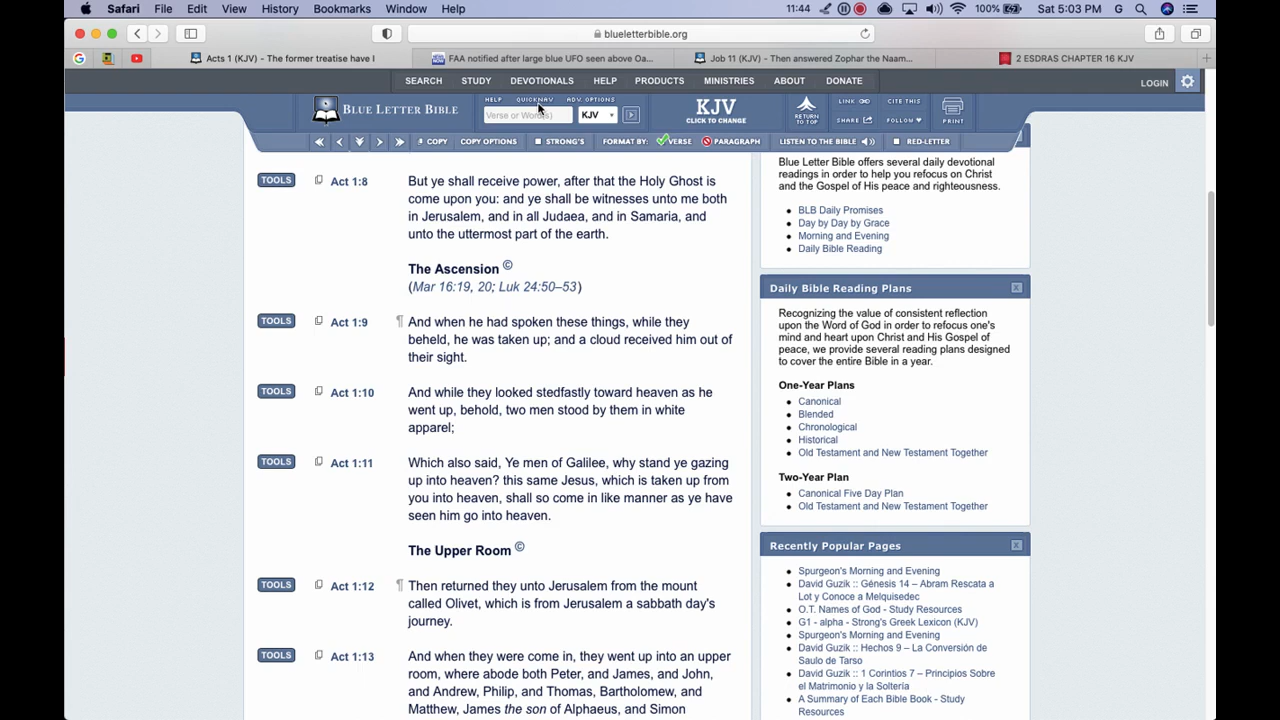 Safari File Edit View History Bookmarks Window Help 11:44 100% Sat 5:03 PM G
blueletterbible.org
Acts 1 (KJV) - The former treatise have I
FAA notified after large blue UFO seen above Oa...
Job 11 (KJV) - Then answered Zophar the Naam...
2 ESDRAS CHAPTER 16 KJV
SEARCH STUDY DEVOTIONALS HELP PRODUCTS MINISTRIES ABOUT DONATE LOGIN
BLUE LETTER BIBLE
HELP QUICKNAV ADV. OPTIONS
Verse or Word(s) KJV
KJV
CLICK TO CHANGE
RETURN
TO TOP
LINK CITE THIS
SHARE FOLLOW
PRINT
COPY COPY OPTIONS STRONG'S FORMAT BY: VERSE PARAGRAPH LISTEN TO THE BIBLE RED-LETTER
TOOLS Act 1:8 But ye shall receive power, after that the Holy Ghost is
come upon you: and ye shall be witnesses unto me both
in Jerusalem, and in all Judaea, and in Samaria, and
unto the uttermost part of the earth.
The Ascension ©
(Mar 16:19, 20; Luk 24:50–53)
TOOLS Act 1:9 ¶ And when he had spoken these things, while they
beheld, he was taken up; and a cloud received him out of
their sight.
TOOLS Act 1:10 And while they looked stedfastly toward heaven as he
went up, behold, two men stood by them in white
apparel;
TOOLS Act 1:11 Which also said, Ye men of Galilee, why stand ye gazing
up into heaven? this same Jesus, which is taken up from
you into heaven, shall so come in like manner as ye have
seen him go into heaven.
The Upper Room ©
TOOLS Act 1:12 ¶ Then returned they unto Jerusalem from the mount
called Olivet, which is from Jerusalem a sabbath day's
journey.
TOOLS Act 1:13 And when they were come in, they went up into an upper
room, where abode both Peter, and James, and John,
and Andrew, Philip, and Thomas, Bartholomew, and
Matthew, James the son of Alphaeus, and Simon
Blue Letter Bible offers several daily devotional
readings in order to help you refocus on Christ
and the Gospel of His peace and righteousness.
BLB Daily Promises
Day by Day by Grace
Morning and Evening
Daily Bible Reading
Daily Bible Reading Plans
Recognizing the value of consistent reflection
upon the Word of God in order to refocus one's
mind and heart upon Christ and His Gospel of
peace, we provide several reading plans designed
to cover the entire Bible in a year.
One-Year Plans
Canonical
Blended
Chronological
Historical
Old Testament and New Testament Together
Two-Year Plan
Canonical Five Day Plan
Old Testament and New Testament Together
Recently Popular Pages
Spurgeon's Morning and Evening
David Guzik :: Génesis 14 – Abram Rescata a
Lot y Conoce a Melquisedec
O.T. Names of God - Study Resources
G1 - alpha - Strong's Greek Lexicon (KJV)
Spurgeon's Morning and Evening
David Guzik :: Hechos 9 – La Conversión de
Saulo de Tarso
David Guzik :: 1 Corintios 7 – Principios Sobre
el Matrimonio y la Soltería
A Summary of Each Bible Book - Study
Resources